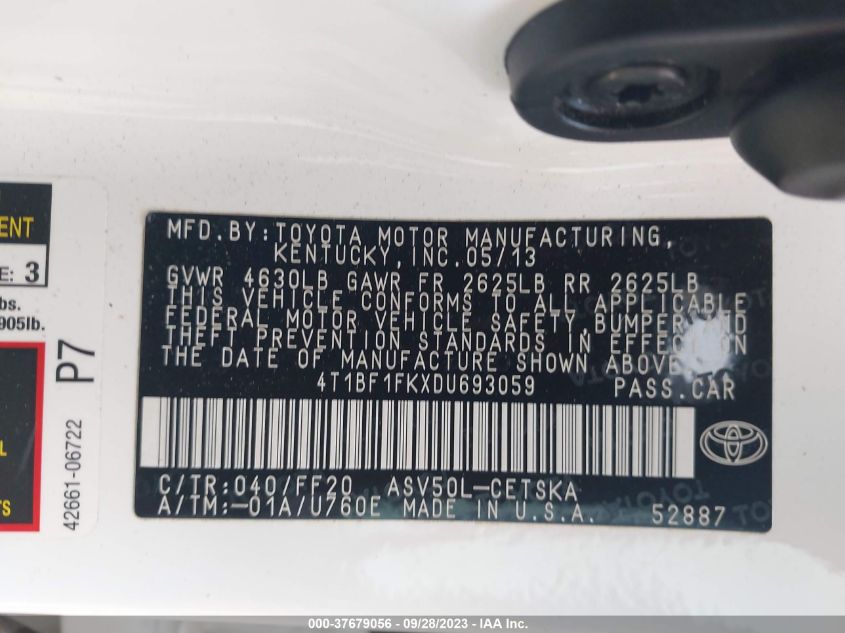 MFD.BY:TOYOTA MOTOR MANUFACTURING,
KENTUCKY,INC.05/13
GVWR 4630LB GAWR FR 2625LB RR 2625LB
THIS VEHICLE CONFORMS TO ALL APPLICABLE
FEDERAL MOTOR VEHICLE SAFETY,BUMPER,AND
THEFT PREVENTION STANDARDS IN EFFECT ON
THE DATE OF MANUFACTURE SHOWN ABOVE.
4T1BF1FKXDU693059 PASS.CAR
C/TR:040/FF20 ASV50L-CETSKA
A/TM:-01A/U760E MADE IN U.S.A. 52887
ENT
E: 3
bs.
905lb.
P7
42661-06722
L
TS
000-37679056 - 09/28/2023 - IAA Inc.